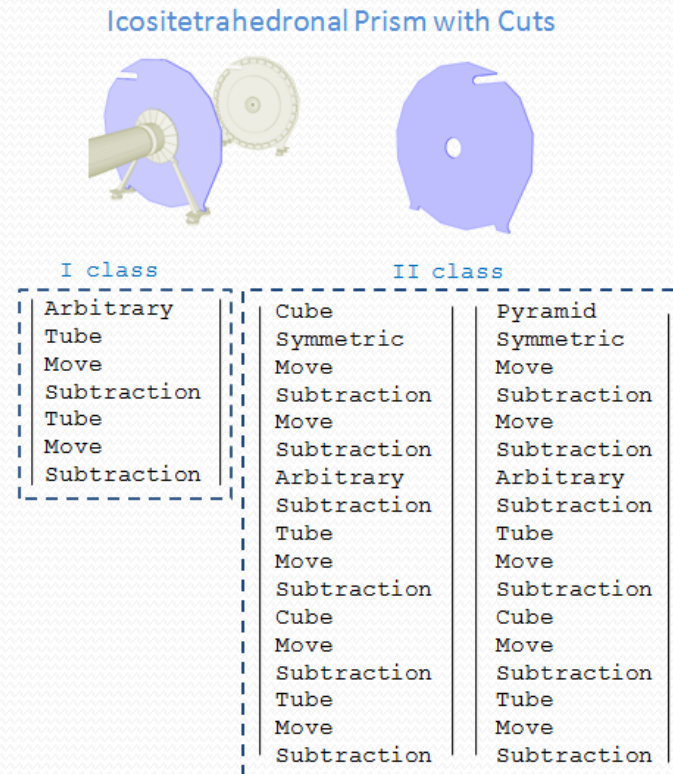 Icositetrahedronal Prism with Cuts
I class
Arbitrary
Tube
Move
Subtraction
Tube
Move
Subtraction
II class
Cube
Symmetric
Move
Subtraction
Move
Subtraction
Arbitrary
Subtraction
Tube
Move
Subtraction
Cube
Move
Subtraction
Tube
Move
Subtraction
Pyramid
Symmetric
Move
Subtraction
Move
Subtraction
Arbitrary
Subtraction
Tube
Move
Subtraction
Cube
Move
Subtraction
Tube
Move
Subtraction